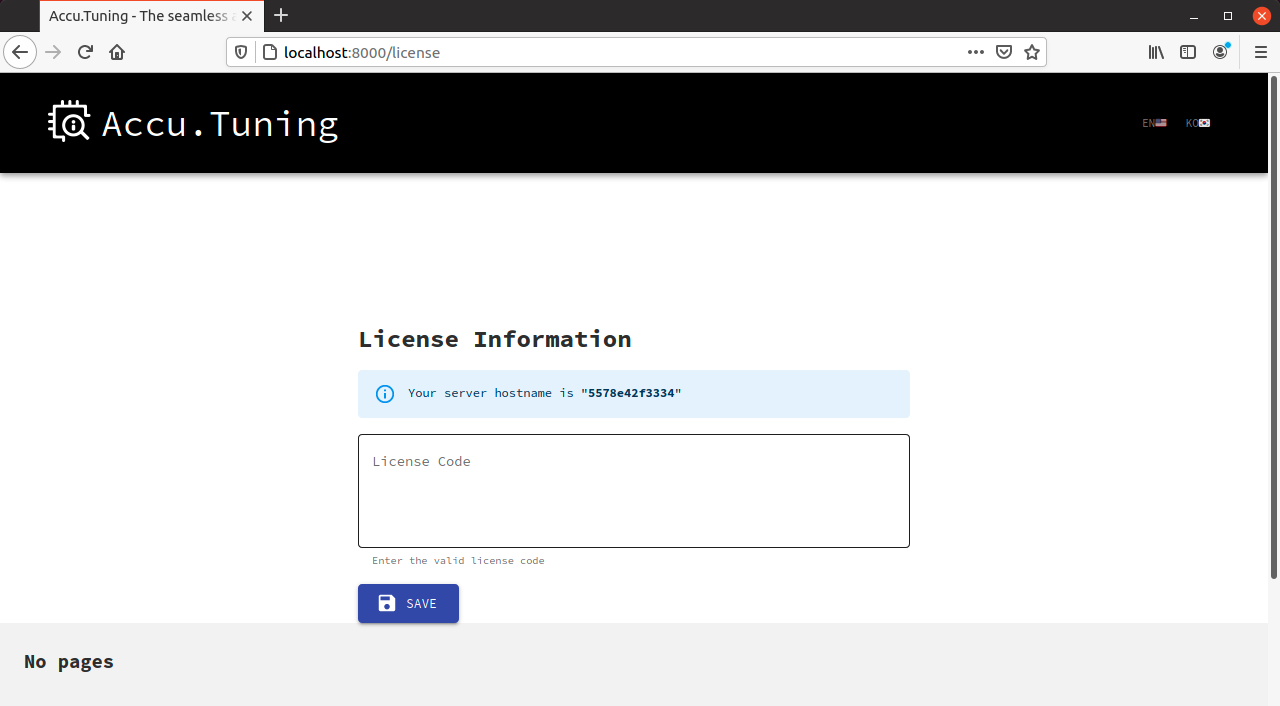 Accu.Tuning - The seamless a
localhost:8000/license
Accu.Tuning
EN KO
License Information
Your server hostname is "5578e42f3334"
License Code
Enter the valid license code
SAVE
No pages